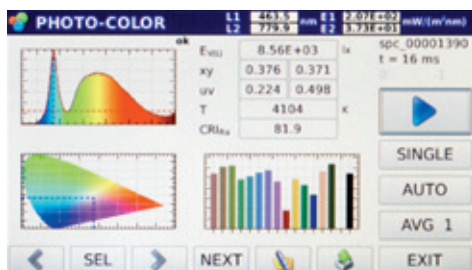 PHOTO-COLOR L1 463.5 nm E1 2.07E+02 mW/(m²nm)
L2 779.9 E2 3.73E+01
ok
E 8.56E+03 lx
xy 0.376 0.371
uv 0.224 0.498
T 4104 K
CRI 81.9
spc_00001390
t = 16 ms
SINGLE
AUTO
AVG 1
SEL NEXT EXIT